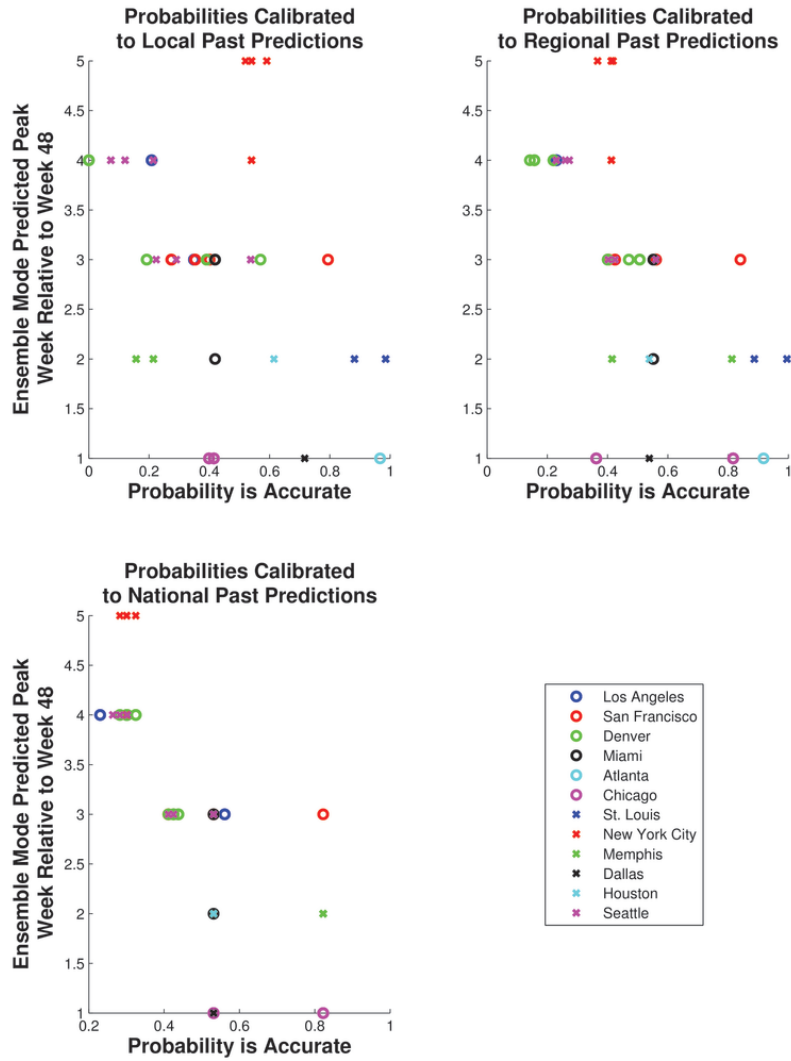 Probabilities Calibrated
to Local Past Predictions
Ensemble Mode Predicted Peak
Week Relative to Week 48
5
4.5
4
3.5
3
2.5
2
1.5
1
0 0.2 0.4 0.6 0.8 1
Probability is Accurate
Probabilities Calibrated
to Regional Past Predictions
5
4.5
4
3.5
3
2.5
2
1.5
1
0 0.2 0.4 0.6 0.8 1
Probability is Accurate
Probabilities Calibrated
to National Past Predictions
Ensemble Mode Predicted Peak
Week Relative to Week 48
5
4.5
4
3.5
3
2.5
2
1.5
1
0.2 0.4 0.6 0.8 1
Probability is Accurate
Los Angeles
San Francisco
Denver
Miami
Atlanta
Chicago
St. Louis
New York City
Memphis
Dallas
Houston
Seattle